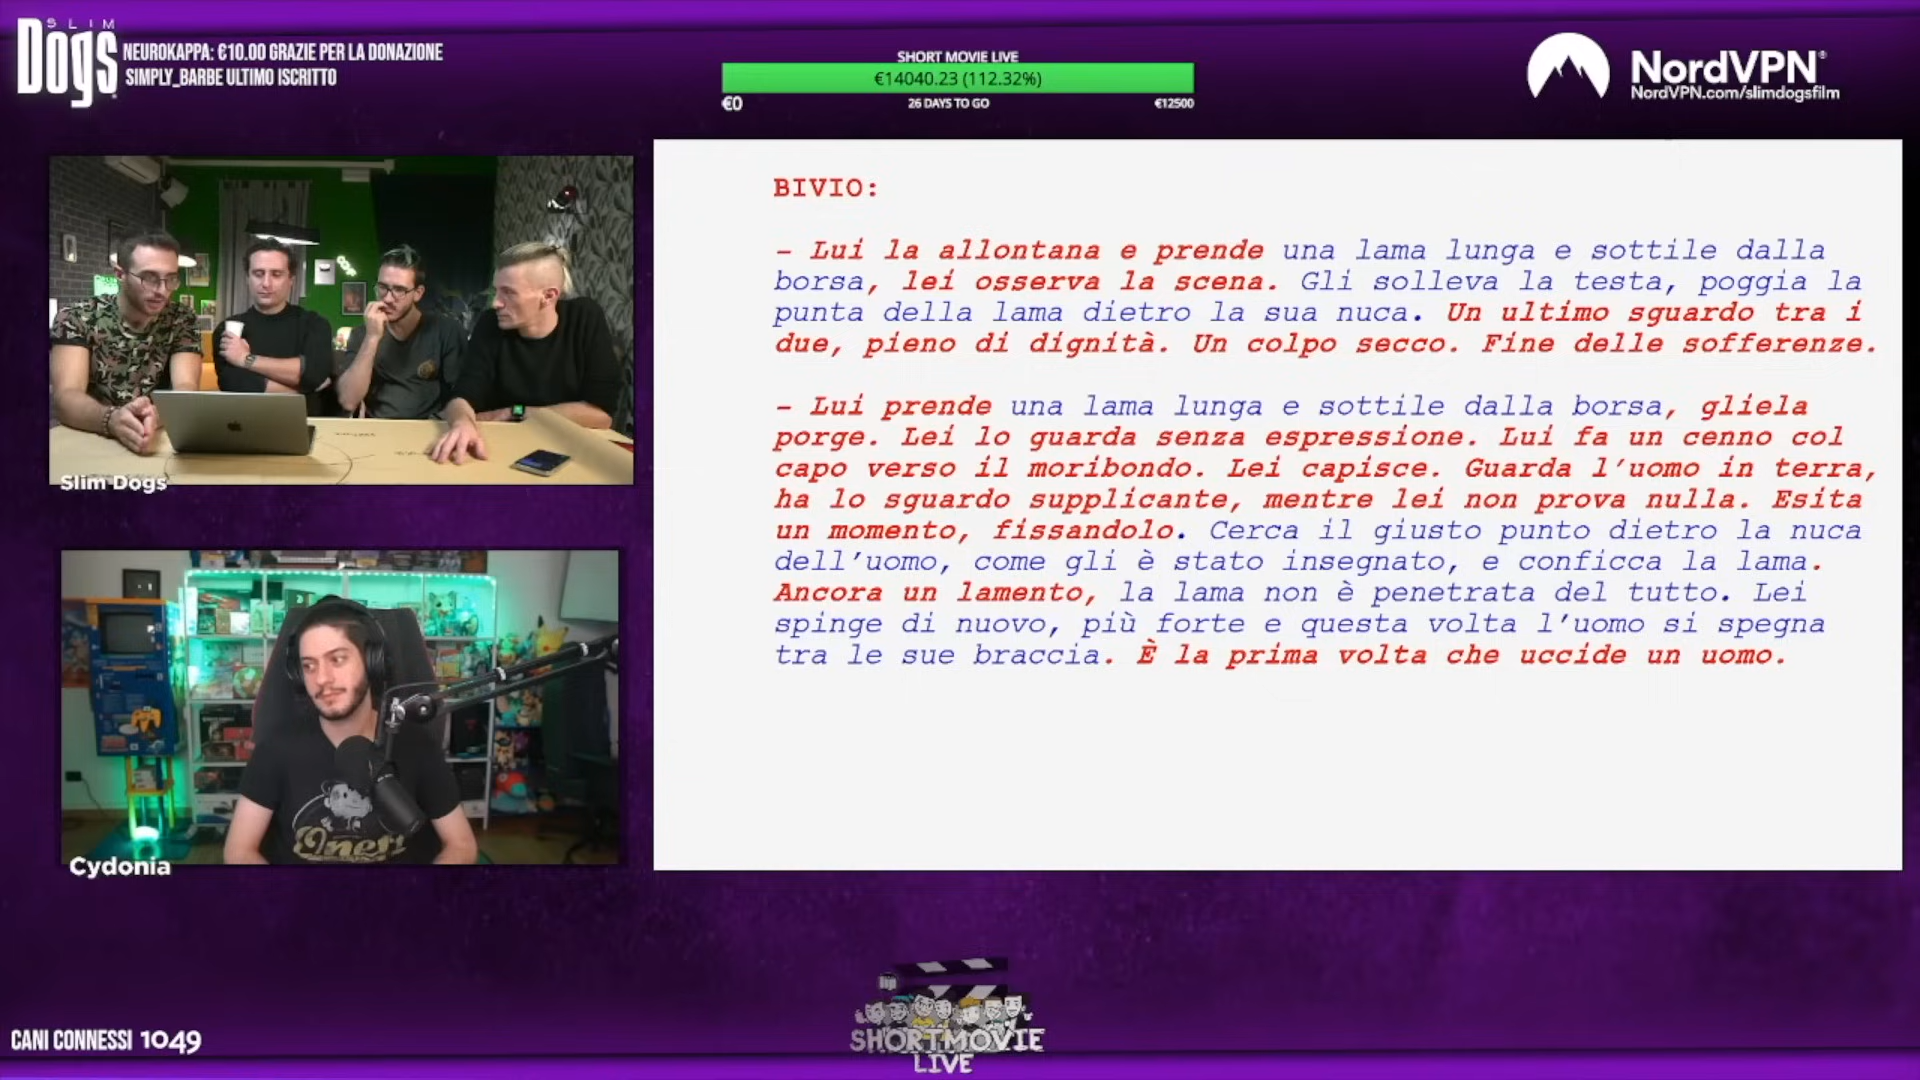 SLIM
Dogs
NEUROKAPPA: €10.00 GRAZIE PER LA DONAZIONE
SIMPLY_BARBE ULTIMO ISCRITTO
SHORT MOVIE LIVE
€14040.23 (112.32%)
€0
26 DAYS TO GO
€12500
NordVPN®
NordVPN.com/slimdogsfilm
Slim Dogs
Cydonia
BIVIO:
– Lui la allontana e prende una lama lunga e sottile dalla
borsa, lei osserva la scena. Gli solleva la testa, poggia la
punta della lama dietro la sua nuca. Un ultimo sguardo tra i
due, pieno di dignità. Un colpo secco. Fine delle sofferenze.
– Lui prende una lama lunga e sottile dalla borsa, gliela
porge. Lei lo guarda senza espressione. Lui fa un cenno col
capo verso il moribondo. Lei capisce. Guarda l'uomo in terra,
ha lo sguardo supplicante, mentre lei non prova nulla. Esita
un momento, fissandolo. Cerca il giusto punto dietro la nuca
dell'uomo, come gli è stato insegnato, e conficca la lama.
Ancora un lamento, la lama non è penetrata del tutto. Lei
spinge di nuovo, più forte e questa volta l'uomo si spegna
tra le sue braccia. È la prima volta che uccide un uomo.
CANI CONNESSI 1049
SHORTMOVIE
LIVE